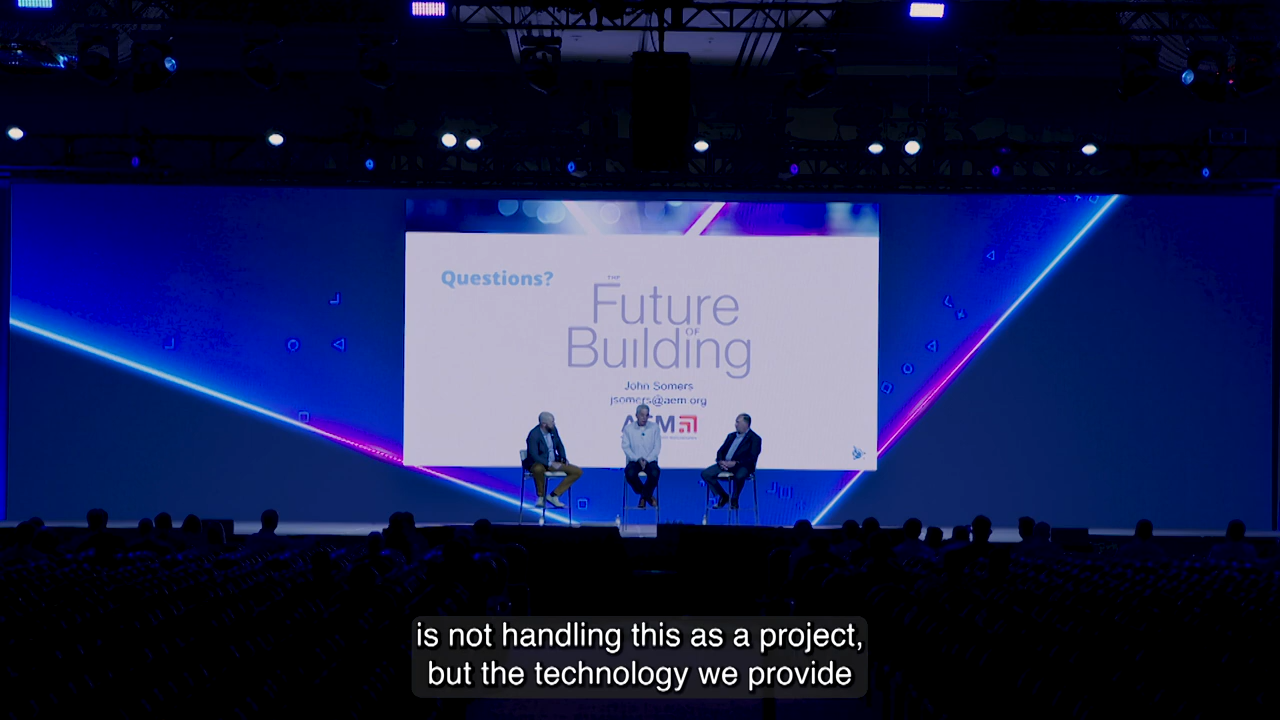 Questions?
THE
Future
OF
Building
John Somers
jsomers@aem.org
AEM
is not handling this as a project,
but the technology we provide